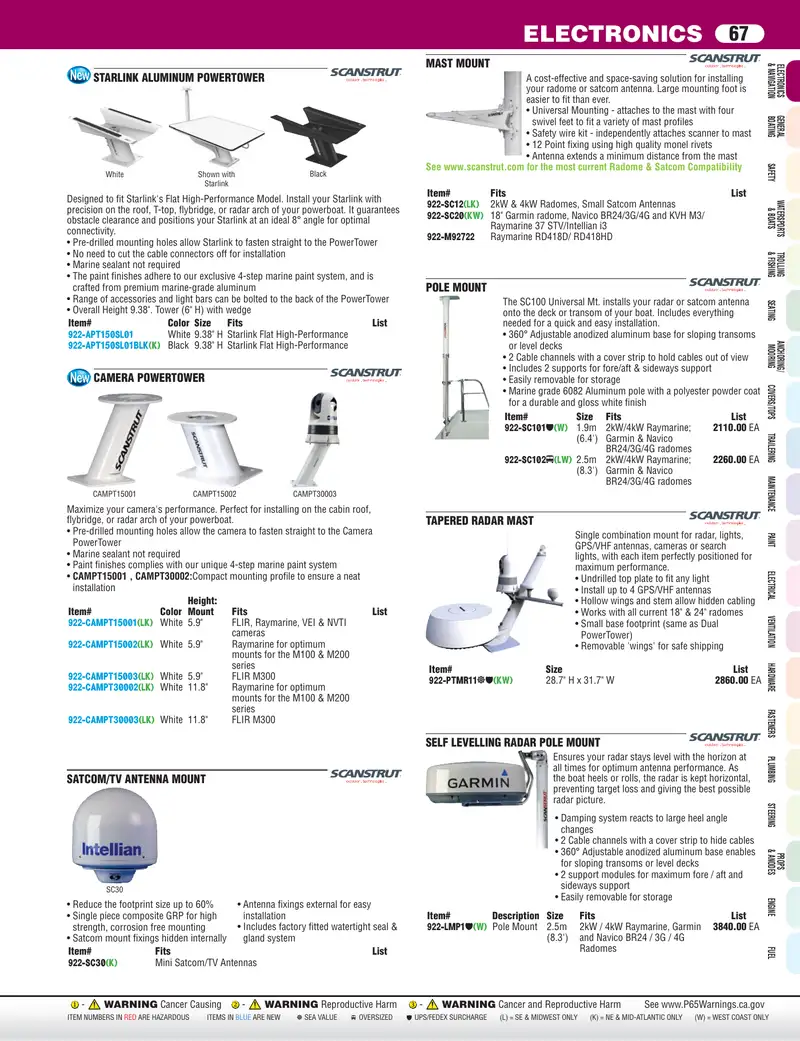 ELECTRONICS 67
New STARLINK ALUMINUM POWERTOWER
SCANSTRUT
White
Shown with
Starlink
Black
Designed to fit Starlink's Flat High-Performance Model. Install your Starlink with
precision on the roof, T-top, flybridge, or radar arch of your powerboat. It guarantees
obstacle clearance and positions your Starlink at an ideal 8° angle for optimal
connectivity.
• Pre-drilled mounting holes allow Starlink to fasten straight to the PowerTower
• No need to cut the cable connectors off for installation
• Marine sealant not required
• The paint finishes adhere to our exclusive 4-step marine paint system, and is
crafted from premium marine-grade aluminum
• Range of accessories and light bars can be bolted to the back of the PowerTower
• Overall Height 9.38". Tower (6" H) with wedge
Item# Color Size Fits List
922-APT150SL01 White 9.38" H Starlink Flat High-Performance
922-APT150SL01BLK(K) Black 9.38" H Starlink Flat High-Performance
New CAMERA POWERTOWER
SCANSTRUT
SCANSTRUT
SCANSTRUT
CAMPT15001
CAMPT15002
CAMPT30003
Maximize your camera's performance. Perfect for installing on the cabin roof,
flybridge, or radar arch of your powerboat.
• Pre-drilled mounting holes allow the camera to fasten straight to the Camera
PowerTower
• Marine sealant not required
• Paint finishes complies with our unique 4-step marine paint system
• CAMPT15001 , CAMPT30002:Compact mounting profile to ensure a neat
installation
Height:
Item# Color Mount Fits List
922-CAMPT15001(LK) White 5.9" FLIR, Raymarine, VEI & NVTI
cameras
922-CAMPT15002(LK) White 5.9" Raymarine for optimum
mounts for the M100 & M200
series
922-CAMPT15003(LK) White 5.9" FLIR M300
922-CAMPT30002(LK) White 11.8" Raymarine for optimum
mounts for the M100 & M200
series
922-CAMPT30003(LK) White 11.8" FLIR M300
SATCOM/TV ANTENNA MOUNT
SCANSTRUT
Intellian
SC30
• Reduce the footprint size up to 60%
• Single piece composite GRP for high
strength, corrosion free mounting
• Satcom mount fixings hidden internally
• Antenna fixings external for easy
installation
• Includes factory fitted watertight seal &
gland system
Item# Fits List
922-SC30(K) Mini Satcom/TV Antennas
MAST MOUNT
SCANSTRUT
A cost-effective and space-saving solution for installing
your radome or satcom antenna. Large mounting foot is
easier to fit than ever.
• Universal Mounting - attaches to the mast with four
swivel feet to fit a variety of mast profiles
• Safety wire kit - independently attaches scanner to mast
• 12 Point fixing using high quality monel rivets
• Antenna extends a minimum distance from the mast
See www.scanstrut.com for the most current Radome & Satcom Compatibility
Item# Fits List
922-SC12(LK) 2kW & 4kW Radomes, Small Satcom Antennas
922-SC20(KW) 18" Garmin radome, Navico BR24/3G/4G and KVH M3/
Raymarine 37 STV/Intellian i3
922-M92722 Raymarine RD418D/ RD418HD
POLE MOUNT
SCANSTRUT
The SC100 Universal Mt. installs your radar or satcom antenna
onto the deck or transom of your boat. Includes everything
needed for a quick and easy installation.
• 360° Adjustable anodized aluminum base for sloping transoms
or level decks
• 2 Cable channels with a cover strip to hold cables out of view
• Includes 2 supports for fore/aft & sideways support
• Easily removable for storage
• Marine grade 6082 Aluminum pole with a polyester powder coat
for a durable and gloss white finish
Item# Size Fits List
922-SC101(W) 1.9m 2kW/4kW Raymarine; 2110.00 EA
(6.4') Garmin & Navico
BR24/3G/4G radomes
922-SC102(LW) 2.5m 2kW/4kW Raymarine; 2260.00 EA
(8.3') Garmin & Navico
BR24/3G/4G radomes
TAPERED RADAR MAST
SCANSTRUT
Single combination mount for radar, lights,
GPS/VHF antennas, cameras or search
lights, with each item perfectly positioned for
maximum performance.
• Undrilled top plate to fit any light
• Install up to 4 GPS/VHF antennas
• Hollow wings and stem allow hidden cabling
• Works with all current 18" & 24" radomes
• Small base footprint (same as Dual
PowerTower)
• Removable 'wings' for safe shipping
Item# Size List
922-PTMR11(KW) 28.7" H x 31.7" W 2860.00 EA
SELF LEVELLING RADAR POLE MOUNT
SCANSTRUT
GARMIN
SCANSTRUT
Ensures your radar stays level with the horizon at
all times for optimum antenna performance. As
the boat heels or rolls, the radar is kept horizontal,
preventing target loss and giving the best possible
radar picture.
• Damping system reacts to large heel angle
changes
• 2 Cable channels with a cover strip to hide cables
• 360° Adjustable anodized aluminum base enables
for sloping transoms or level decks
• 2 support modules for maximum fore / aft and
sideways support
• Easily removable for storage
Item# Description Size Fits List
922-LMP1(W) Pole Mount 2.5m 2kW / 4kW Raymarine, Garmin 3840.00 EA
(8.3') and Navico BR24 / 3G / 4G
Radomes
ELECTRONICS
& NAVIGATION
GENERAL
BOATING
SAFETY
WATERSPORTS
& BOATS
TROLLING
& FISHING
SEATING
ANCHORING/
MOORING
COVERS/TOPS
TRAILERING
MAINTENANCE
PAINT
ELECTRICAL
VENTILATION
HARDWARE
FASTENERS
PLUMBING
STEERING
PROPS
& ANODES
ENGINE
FUEL
1 - WARNING Cancer Causing 2 - WARNING Reproductive Harm 3 - WARNING Cancer and Reproductive Harm See www.P65Warnings.ca.gov
ITEM NUMBERS IN RED ARE HAZARDOUS ITEMS IN BLUE ARE NEW SEA VALUE OVERSIZED UPS/FEDEX SURCHARGE (L) = SE & MIDWEST ONLY (K) = NE & MID-ATLANTIC ONLY (W) = WEST COAST ONLY